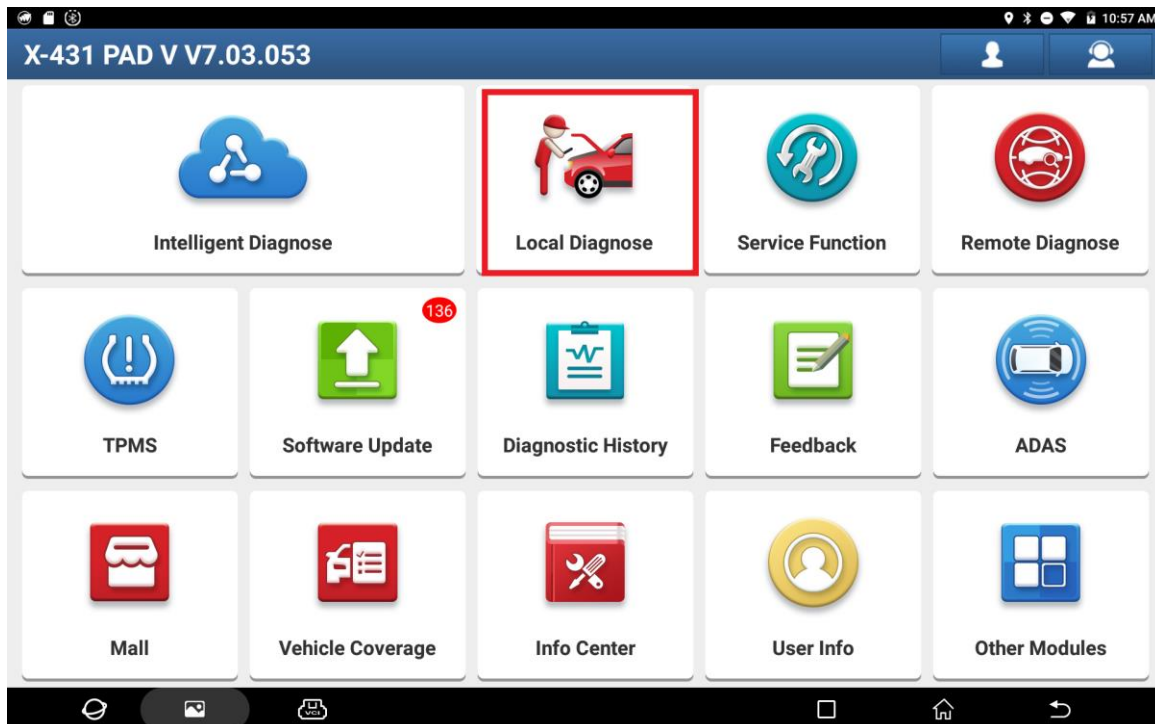 10:57 AM
X-431 PAD V V7.03.053
Intelligent Diagnose
Local Diagnose
Service Function
Remote Diagnose
136
TPMS
Software Update
Diagnostic History
Feedback
ADAS
Mall
Vehicle Coverage
Info Center
User Info
Other Modules
VCI